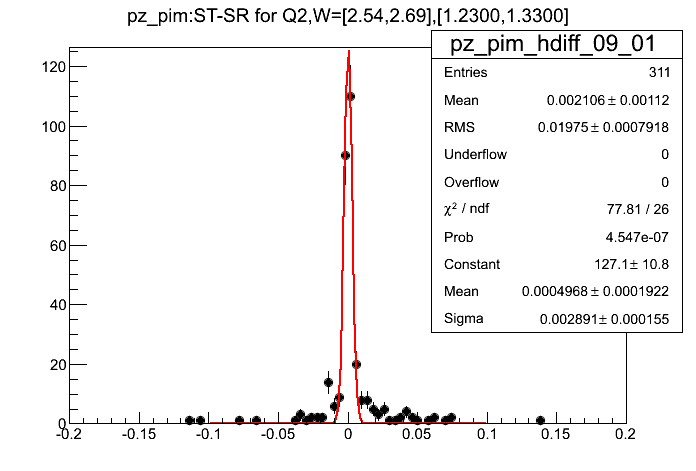 pz_pim:ST-SR for Q2,W=[2.54,2.69],[1.2300,1.3300]
pz_pim_hdiff_09_01
Entries 311
Mean 0.002106 ± 0.00112
RMS 0.01975 ± 0.0007918
Underflow 0
Overflow 0
χ² / ndf 77.81 / 26
Prob 4.547e-07
Constant 127.1 ± 10.8
Mean 0.0004968 ± 0.0001922
Sigma 0.002891 ± 0.000155
120
100
80
60
40
20
0
-0.2 -0.15 -0.1 -0.05 0 0.05 0.1 0.15 0.2